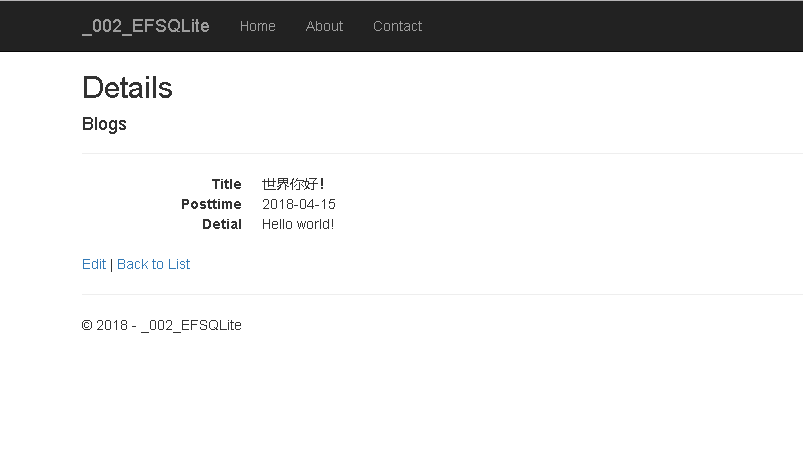 _002_EFSQLite Home About Contact
Details
Blogs
Title 世界你好！
Posttime 2018-04-15
Detial Hello world!
Edit | Back to List
© 2018 - _002_EFSQLite